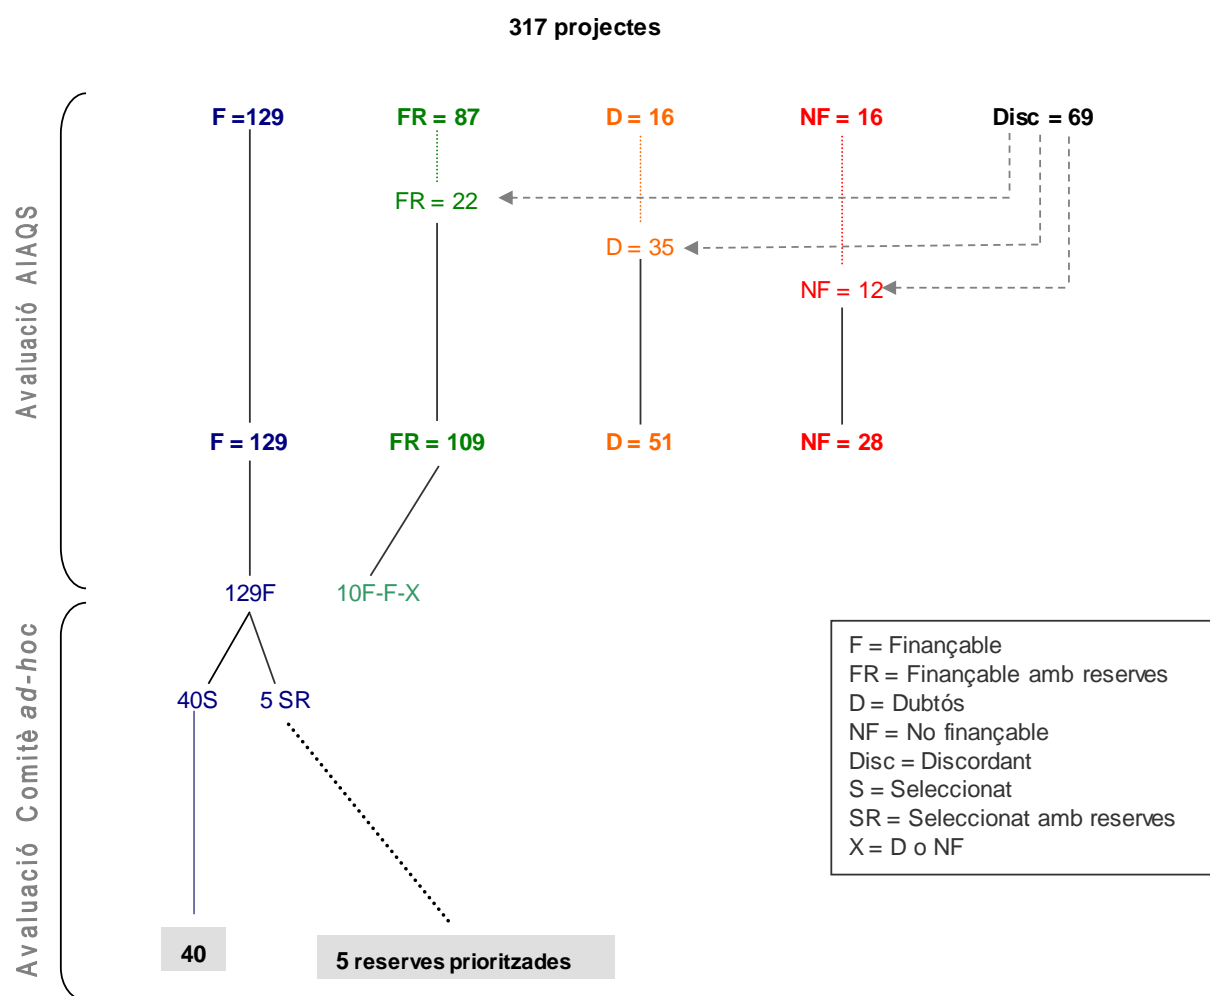 317 projectes
F =129
FR = 87
D = 16
NF = 16
Disc = 69
FR = 22
D = 35
NF = 12
Avaluació AIAQS
F = 129
FR = 109
D = 51
NF = 28
129F
10F-F-X
Avaluació Comitè ad-hoc
40S
5 SR
F = Finançable
FR = Finançable amb reserves
D = Dubtós
NF = No finançable
Disc = Discordant
S = Seleccionat
SR = Seleccionat amb reserves
X = D o NF
40
5 reserves prioritzades